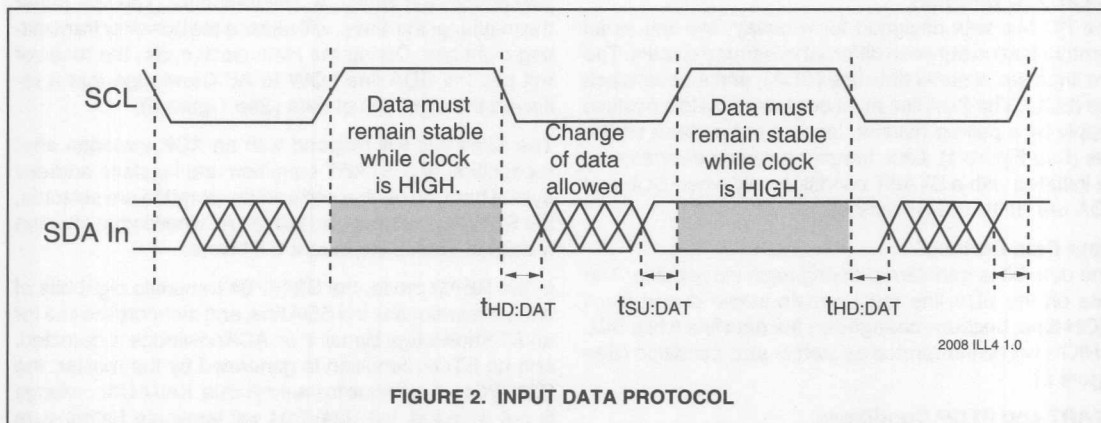 SCL
Data must
remain stable
while clock
is HIGH.
Change
of data
allowed
Data must
remain stable
while clock
is HIGH.
SDA In
tHD:DAT
tSU:DAT
tHD:DAT
2008 ILL4 1.0
FIGURE 2. INPUT DATA PROTOCOL